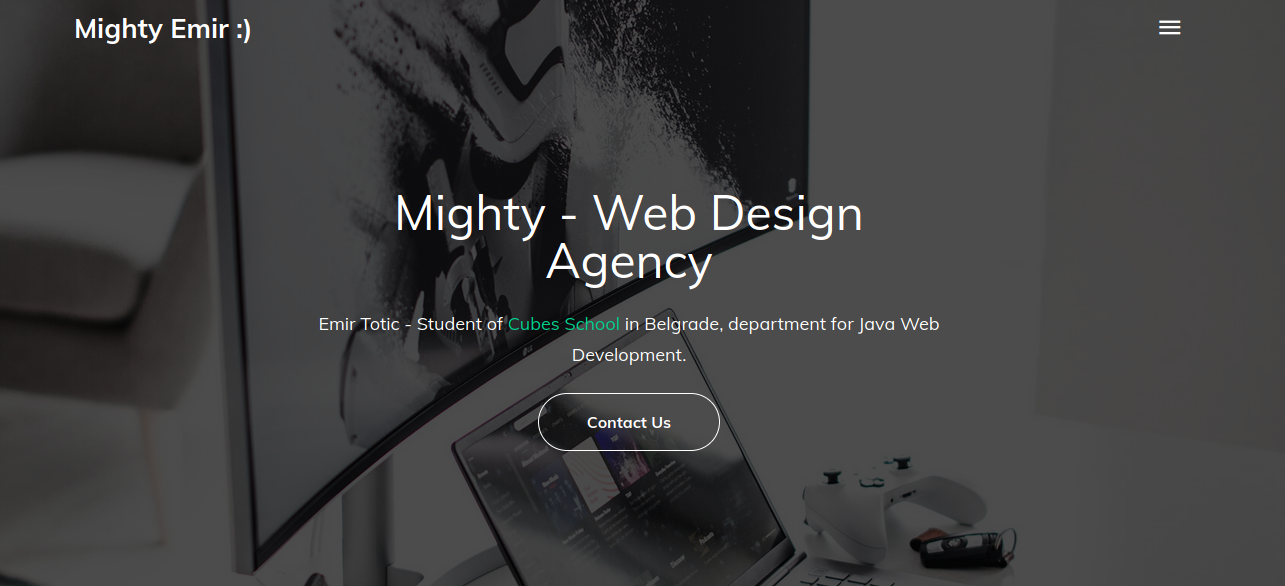 Mighty Emir :)
Mighty - Web Design
Agency
Emir Totic - Student of Cubes School in Belgrade, department for Java Web
Development.
LG
Contact Us